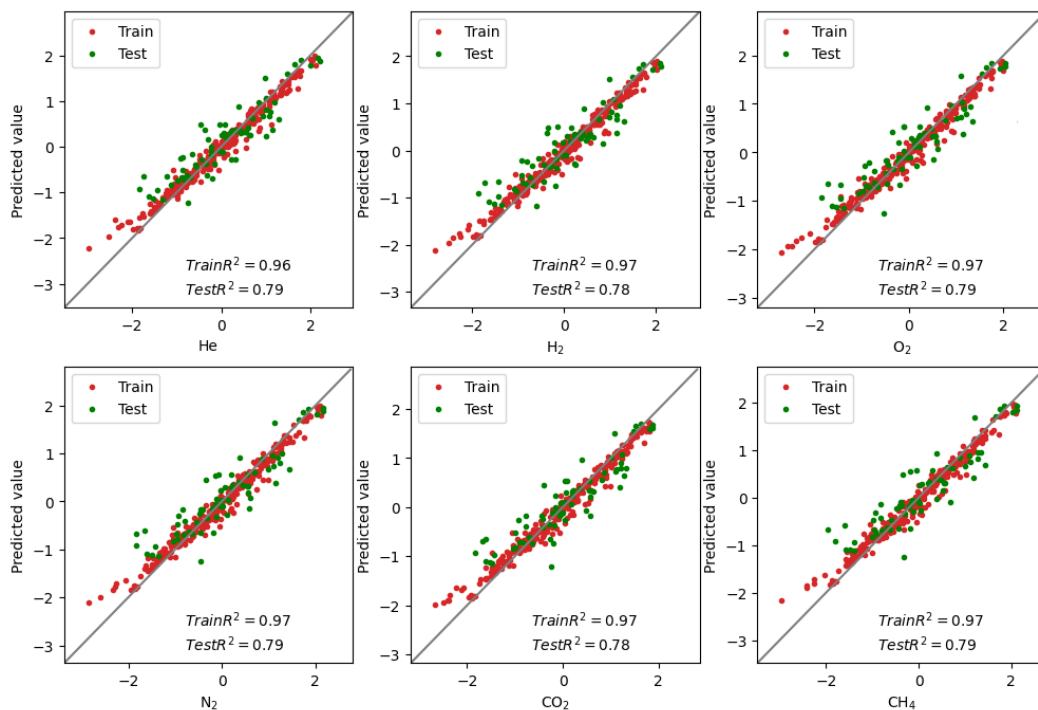 Train
Test
Predicted value
2
1
0
−1
−2
−3
TrainR² = 0.96
TestR² = 0.79
−2
0
2
He
Train
Test
Predicted value
2
1
0
−1
−2
−3
TrainR² = 0.97
TestR² = 0.78
−2
0
2
H₂
Train
Test
Predicted value
2
1
0
−1
−2
−3
TrainR² = 0.97
TestR² = 0.79
−2
0
2
O₂
Train
Test
Predicted value
2
1
0
−1
−2
−3
TrainR² = 0.97
TestR² = 0.79
−2
0
2
N₂
Train
Test
Predicted value
2
1
0
−1
−2
−3
TrainR² = 0.97
TestR² = 0.78
−2
0
2
CO₂
Train
Test
Predicted value
2
1
0
−1
−2
−3
TrainR² = 0.97
TestR² = 0.79
−2
0
2
CH₄